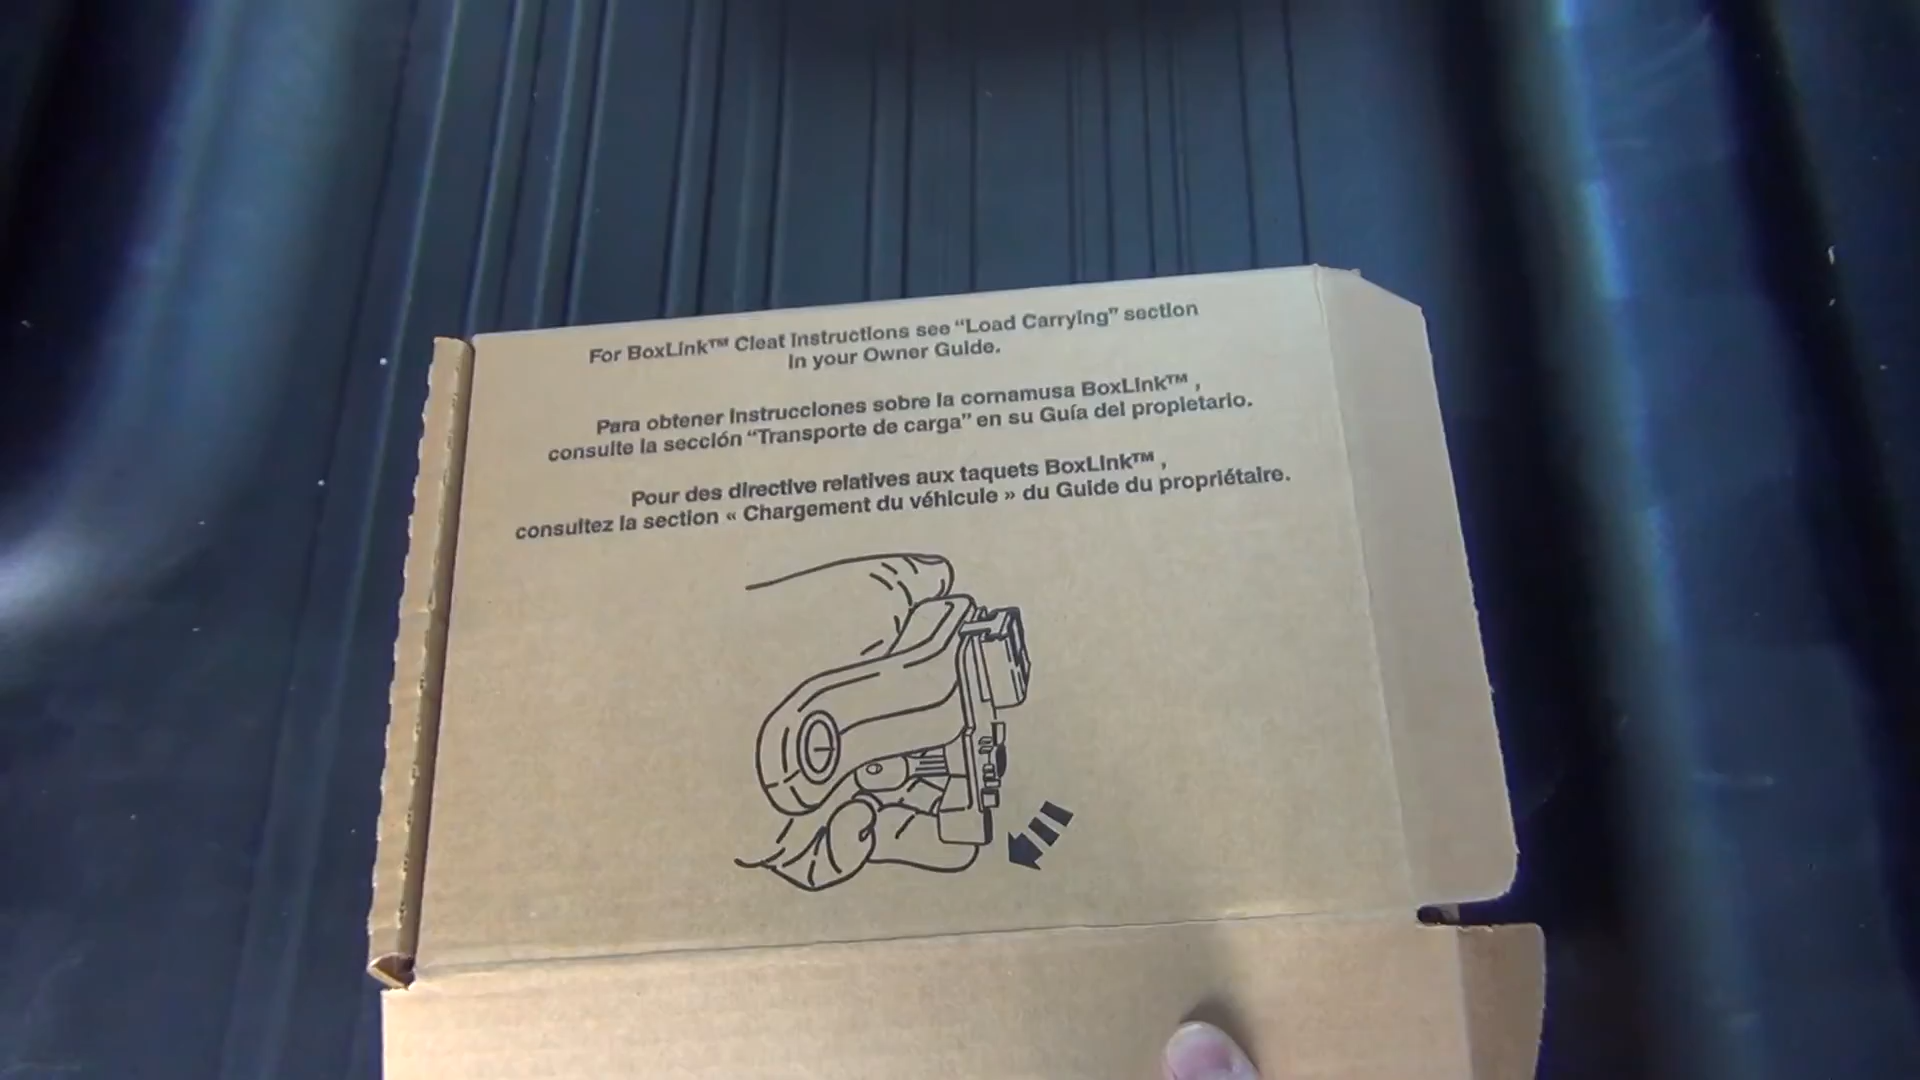 For BoxLink™ Cleat Instructions see “Load Carrying” section
in your Owner Guide.
Para obtener instrucciones sobre la cornamusa BoxLink™ ,
consulte la sección “Transporte de carga” en su Guía del propietario.
Pour des directive relatives aux taquets BoxLink™ ,
consultez la section « Chargement du véhicule » du Guide du propriétaire.